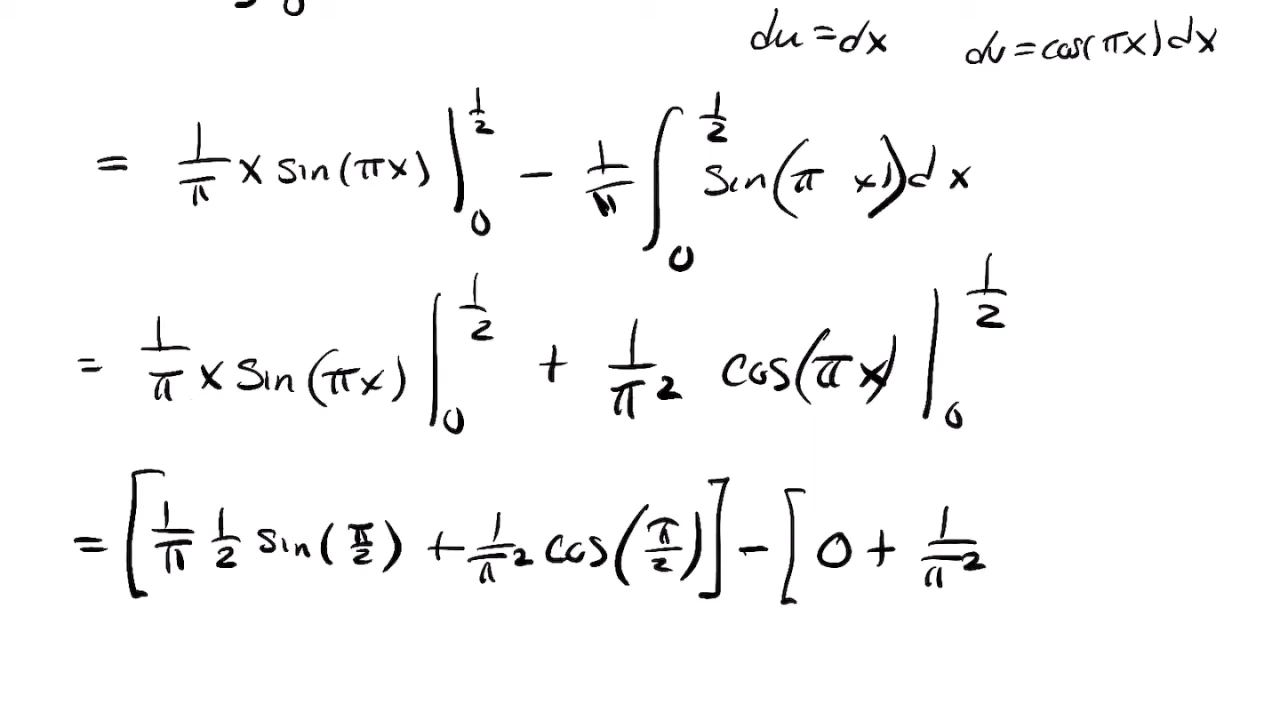 du = dx dv = cos(πx) dx
= 1/π x sin(πx) |_0^{1/2} − 1/π ∫_0^{1/2} sin(π x) dx
= 1/π x sin(πx) |_0^{1/2} + 1/π² cos(πx) |_0^{1/2}
= [1/π 1/2 sin(π/2) + 1/π² cos(π/2)] − [0 + 1/π²